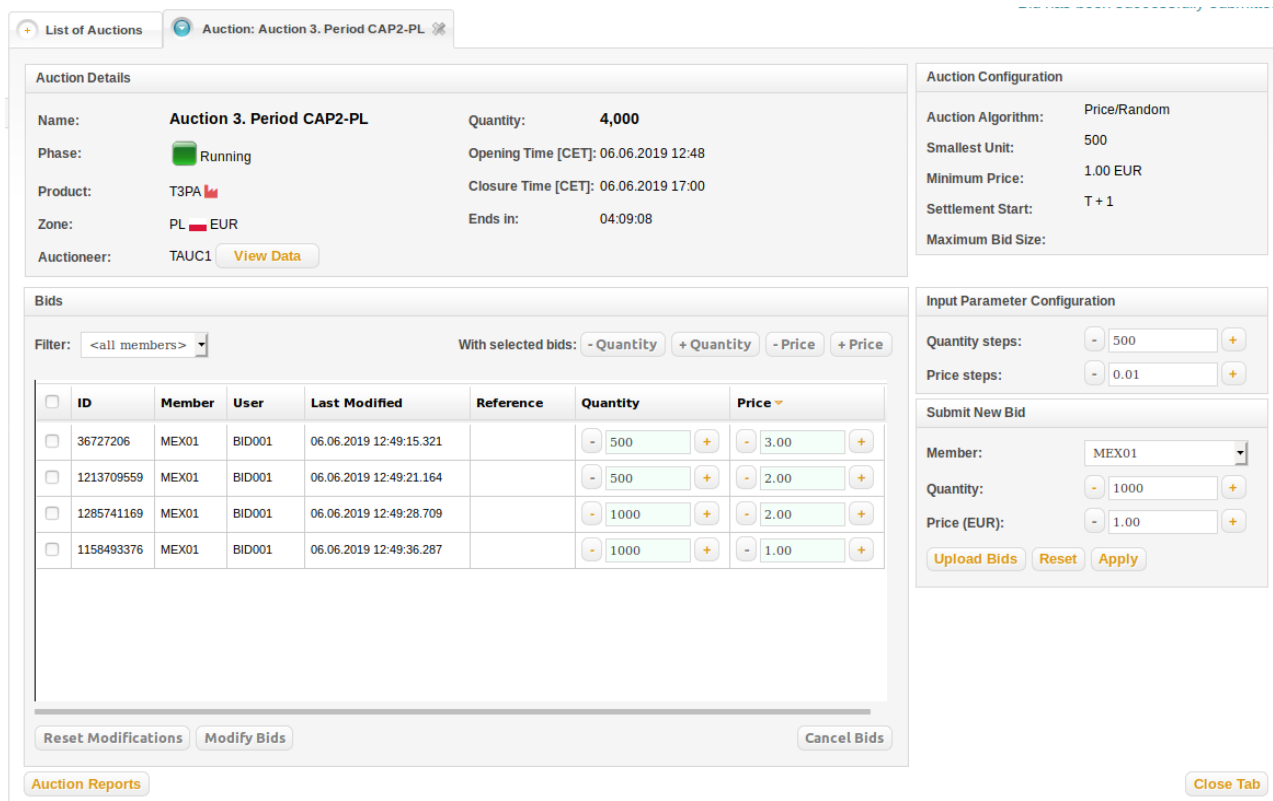 Bid has been successfully submitte
List of Auctions
Auction: Auction 3. Period CAP2-PL
Auction Details
Name: Auction 3. Period CAP2-PL Quantity: 4,000
Phase: Running Opening Time [CET]: 06.06.2019 12:48
Product: T3PA Closure Time [CET]: 06.06.2019 17:00
Zone: PL EUR Ends in: 04:09:08
Auctioneer: TAUC1 View Data
Auction Configuration
Auction Algorithm: Price/Random
Smallest Unit: 500
Minimum Price: 1.00 EUR
Settlement Start: T + 1
Maximum Bid Size:
Bids
Filter: <all members> With selected bids: - Quantity + Quantity - Price + Price
ID Member User Last Modified Reference Quantity Price
36727206 MEX01 BID001 06.06.2019 12:49:15.321 - 500 + - 3.00 +
1213709559 MEX01 BID001 06.06.2019 12:49:21.164 - 500 + - 2.00 +
1285741169 MEX01 BID001 06.06.2019 12:49:28.709 - 1000 + - 2.00 +
1158493376 MEX01 BID001 06.06.2019 12:49:36.287 - 1000 + - 1.00 +
Reset Modifications Modify Bids Cancel Bids
Input Parameter Configuration
Quantity steps: - 500 +
Price steps: - 0.01 +
Submit New Bid
Member: MEX01
Quantity: - 1000 +
Price (EUR): - 1.00 +
Upload Bids Reset Apply
Auction Reports Close Tab